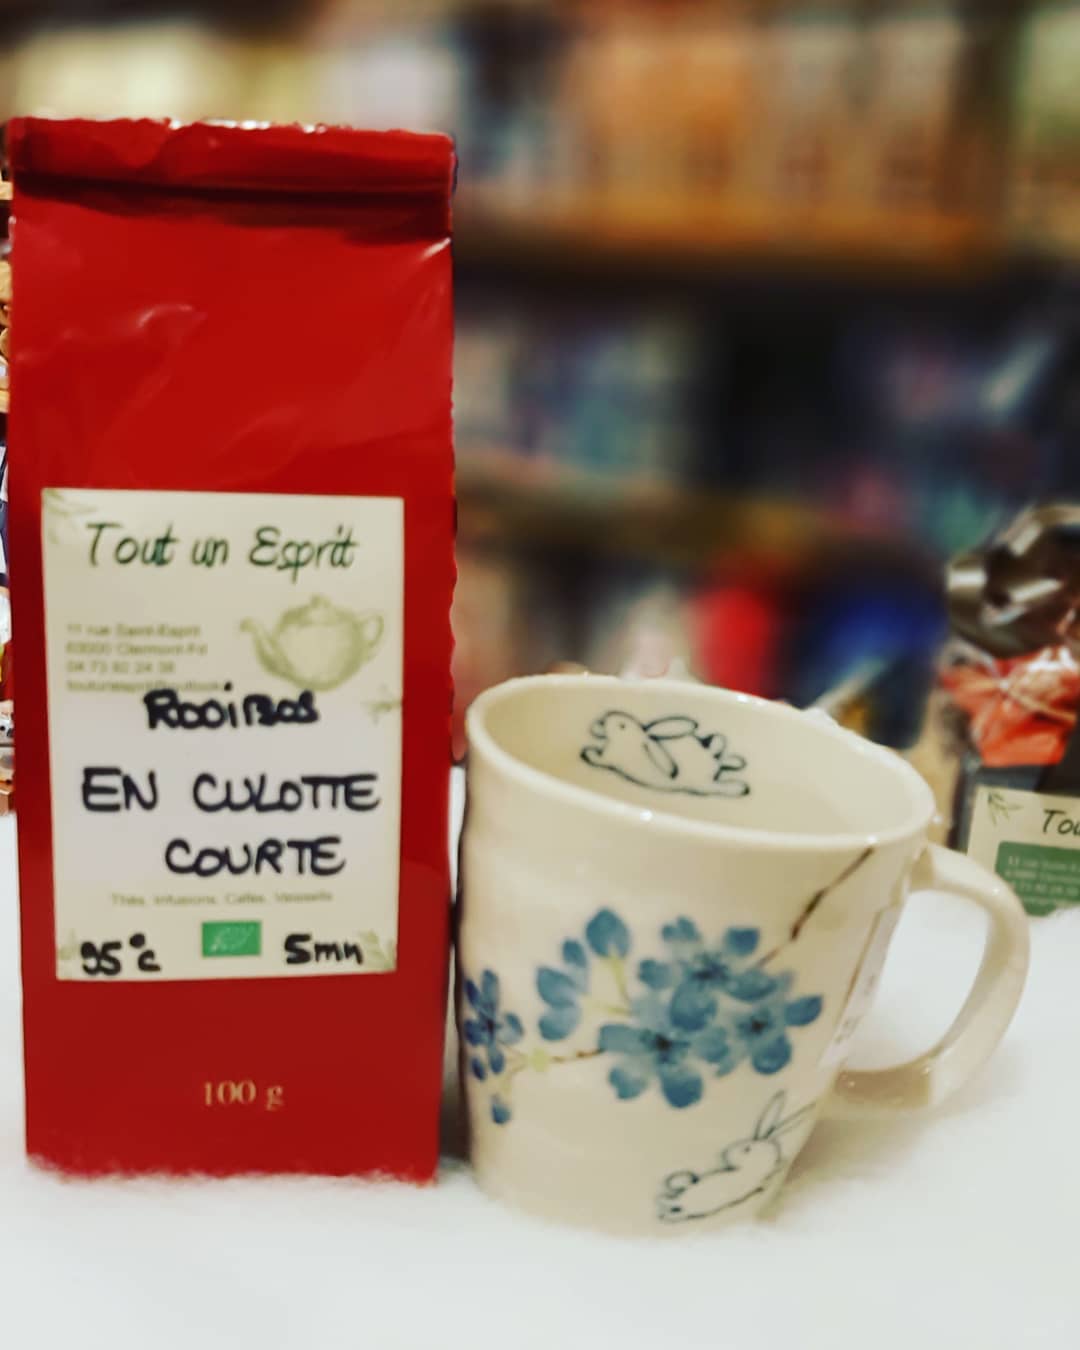 Tout un Esprit
11 rue Saint-Esprit
63000 Clermont-Fd
04 73 92 24 38
ROOiBOS
EN CULOTTE
COURTE
Thés, Infusions, Cafés, Vaisselle
95°C 5mn
100 g
Tou